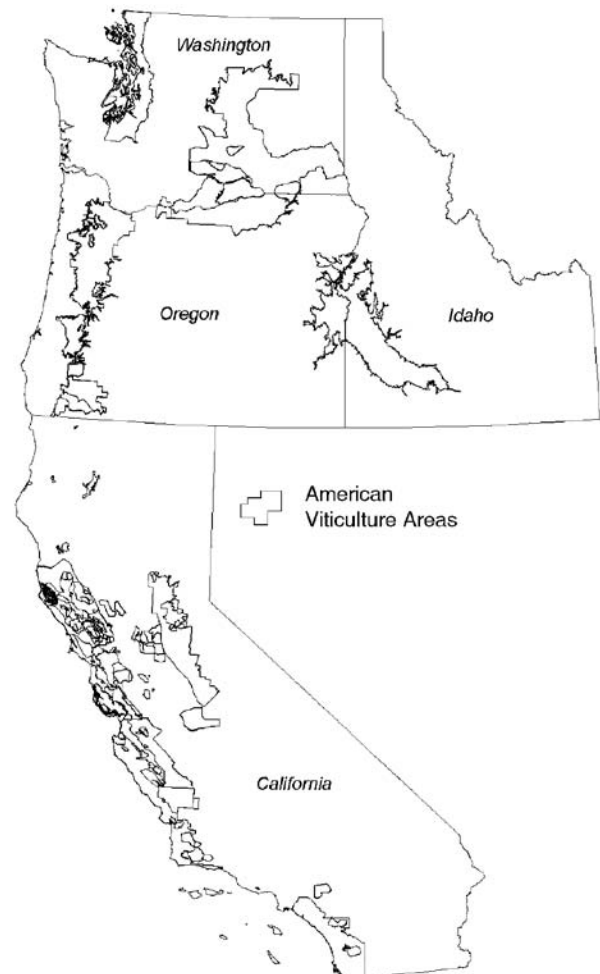 Washington
Oregon
Idaho
American
Viticulture Areas
California